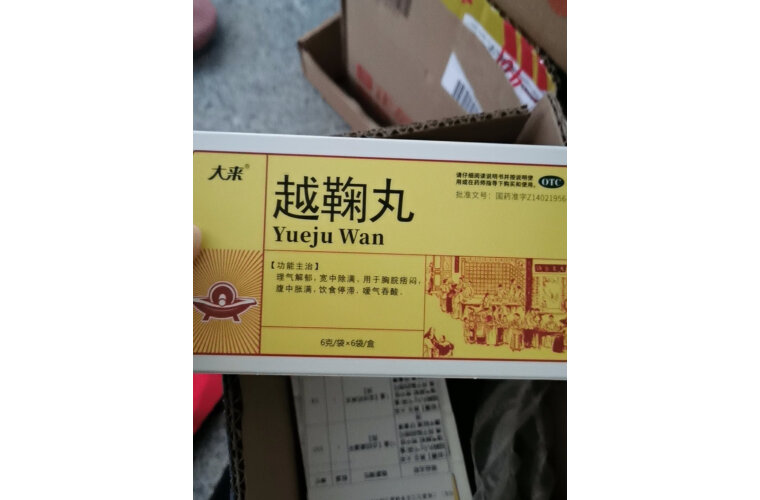 大来®
请仔细阅读说明书并按说明使
用或在药师指导下购买和使用。
OTC
批准文号：国药准字Z14021956
越鞠丸
Yueju Wan
【功能主治】
理气解郁，宽中除满。用于胸脘痞闷，
腹中胀满，饮食停滞，嗳气吞酸。
6克/袋×6袋/盒